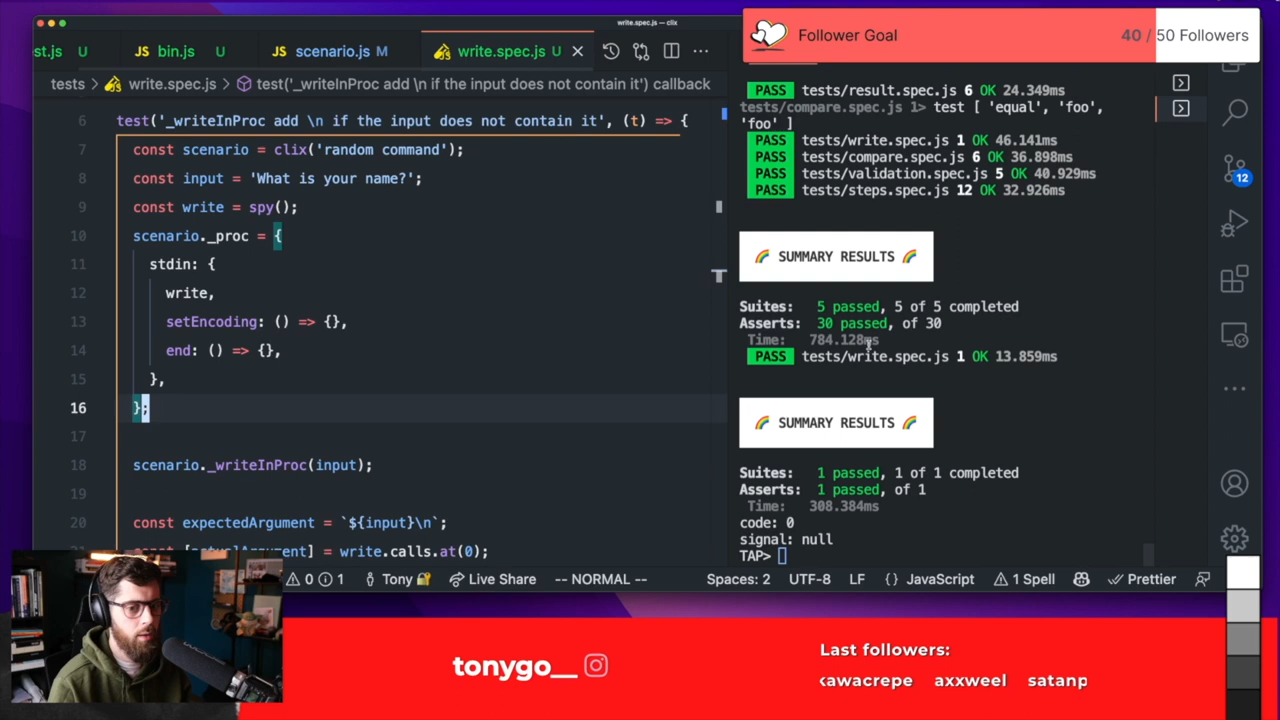 write.spec.js — clix
st.js U
JS bin.js U
JS scenario.js M
write.spec.js U
tests > write.spec.js > test('_writeInProc add \n if the input does not contain it') callback
6 test('_writeInProc add \n if the input does not contain it', (t) => {
7 const scenario = clix('random command');
8 const input = 'What is your name?';
9 const write = spy();
10 scenario._proc = {
11 stdin: {
12 write,
13 setEncoding: () => {},
14 end: () => {},
15 },
16 };
17
18 scenario._writeInProc(input);
19
20 const expectedArgument = `${input}\n`;
const [actualArgument] = write.calls.at(0);
0 1 Tony Live Share -- NORMAL -- Spaces: 2 UTF-8 LF {} JavaScript 1 Spell Prettier
Follower Goal 40 / 50 Followers
PASS tests/result.spec.js 6 OK 24.349ms
tests/compare.spec.js 1> test [ 'equal', 'foo',
'foo' ]
PASS tests/write.spec.js 1 OK 46.141ms
PASS tests/compare.spec.js 6 OK 36.898ms
PASS tests/validation.spec.js 5 OK 40.929ms
PASS tests/steps.spec.js 12 OK 32.926ms
SUMMARY RESULTS
Suites: 5 passed, 5 of 5 completed
Asserts: 30 passed, of 30
Time: 784.128ms
PASS tests/write.spec.js 1 OK 13.859ms
SUMMARY RESULTS
Suites: 1 passed, 1 of 1 completed
Asserts: 1 passed, of 1
Time: 308.384ms
code: 0
signal: null
TAP>
12
tonygo__
Last followers:
kawacrepe axxweel satanp